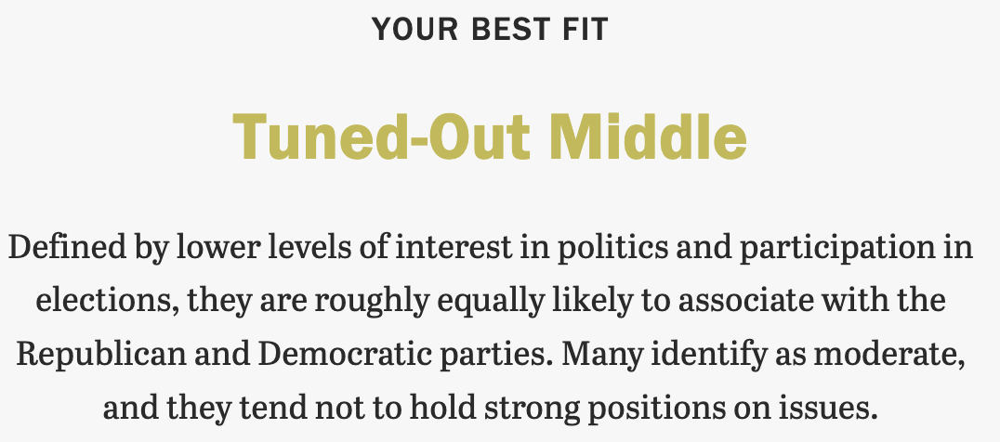 YOUR BEST FIT
Tuned-Out Middle
Defined by lower levels of interest in politics and participation in
elections, they are roughly equally likely to associate with the
Republican and Democratic parties. Many identify as moderate,
and they tend not to hold strong positions on issues.